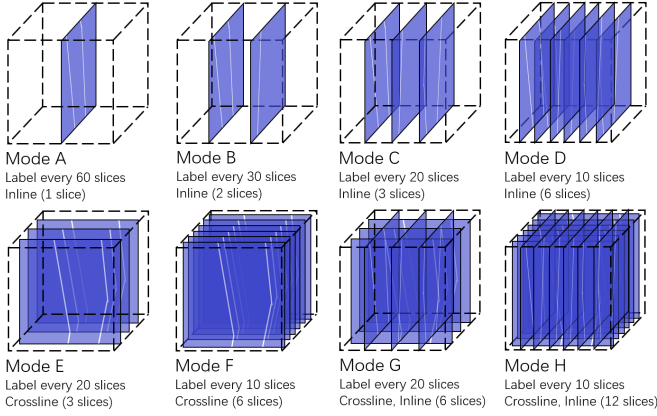 Mode A
Label every 60 slices
Inline (1 slice)
Mode B
Label every 30 slices
Inline (2 slices)
Mode C
Label every 20 slices
Inline (3 slices)
Mode D
Label every 10 slices
Inline (6 slices)
Mode E
Label every 20 slices
Crossline (3 slices)
Mode F
Label every 10 slices
Crossline (6 slices)
Mode G
Label every 20 slices
Crossline, Inline (6 slices)
Mode H
Label every 10 slices
Crossline, Inline (12 slices)